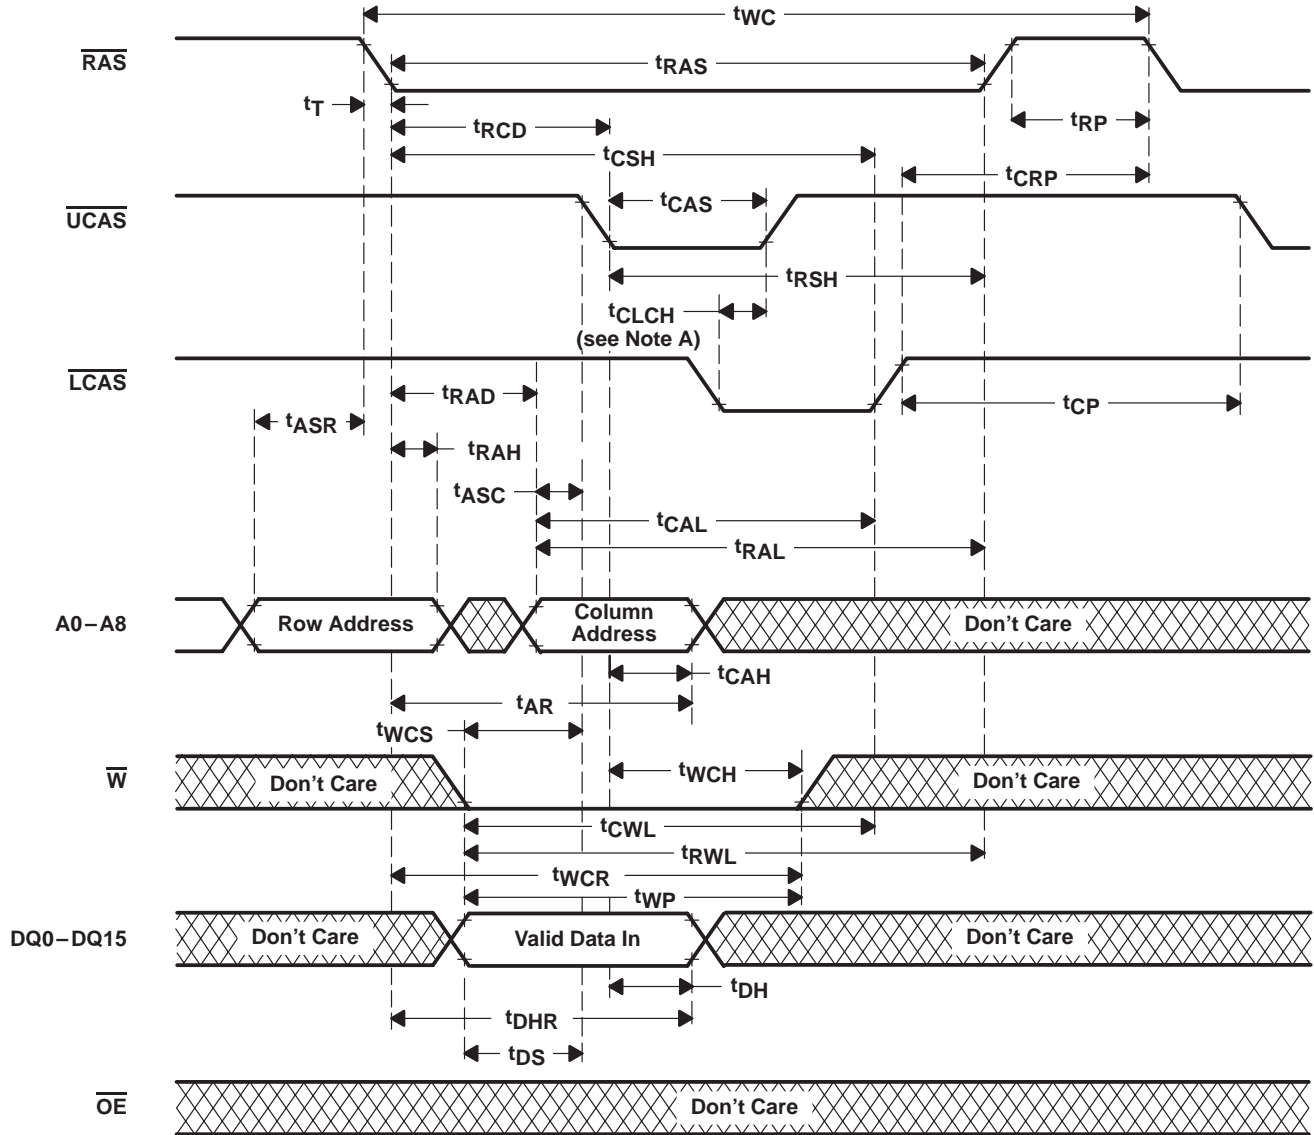 tWC
RAS
tRAS
tT
tRCD
tRP
tCSH
tCRP
UCAS
tCAS
tRSH
tCLCH
(see Note A)
LCAS
tRAD
tCP
tASR
tRAH
tASC
tCAL
tRAL
A0–A8
Row Address
Column
Address
Don't Care
tCAH
tAR
tWCS
W
Don't Care
tWCH
Don't Care
tCWL
tRWL
tWCR
tWP
DQ0–DQ15
Don't Care
Valid Data In
Don't Care
tDH
tDHR
tDS
OE
Don't Care